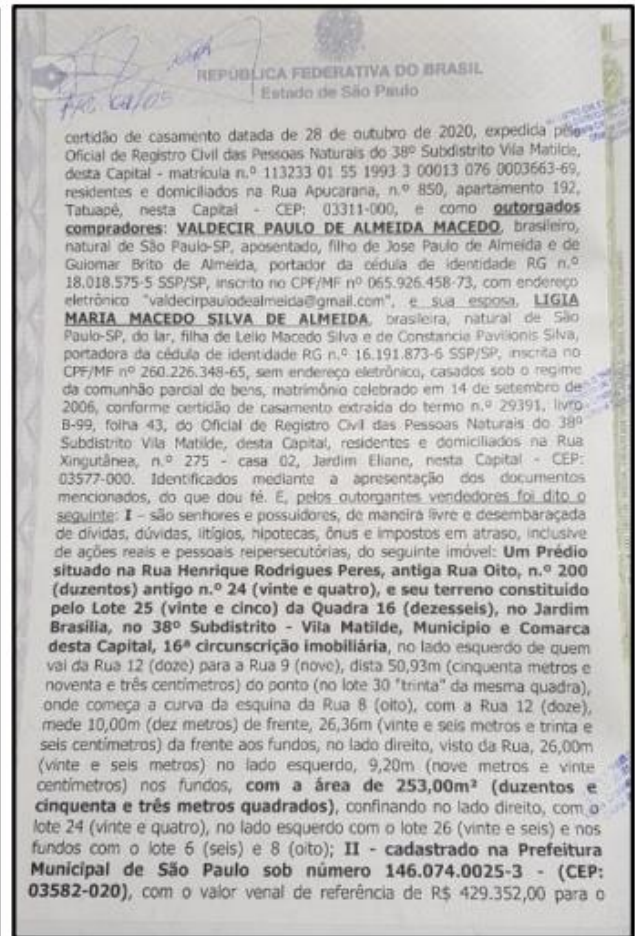 REPÚBLICA FEDERATIVA DO BRASIL
Estado de São Paulo
certidão de casamento datada de 28 de outubro de 2020, expedida pelo
Oficial de Registro Civil das Pessoas Naturais do 38º Subdistrito Vila Matilde,
desta Capital - matrícula n.º 113233 01 55 1993 3 00013 076 0003663-69,
residentes e domiciliados na Rua Apucarana, n.º 850, apartamento 192,
Tatuapé, nesta Capital - CEP: 03311-000, e como outorgados
compradores: VALDECIR PAULO DE ALMEIDA MACEDO, brasileiro,
natural de São Paulo-SP, aposentado, filho de Jose Paulo de Almeida e de
Guiomar Brito de Almeida, portador da cédula de identidade RG n.º
18.018.575-5 SSP/SP, inscrito no CPF/MF nº 065.926.458-73, com endereço
eletrônico "valdecirpaulodealmeida@gmail.com", e sua esposa, LIGIA
MARIA MACEDO SILVA DE ALMEIDA, brasileira, natural de São
Paulo-SP, do lar, filha de Lelio Macedo Silva e de Constancia Pavilionis Silva,
portadora da cédula de identidade RG n.º 16.191.873-6 SSP/SP, inscrita no
CPF/MF nº 260.226.348-65, sem endereço eletrônico, casados sob o regime
da comunhão parcial de bens, matrimônio celebrado em 14 de setembro de
2006, conforme certidão de casamento extraída do termo n.º 29391, livro
B-99, folha 43, do Oficial de Registro Civil das Pessoas Naturais do 38º
Subdistrito Vila Matilde, desta Capital, residentes e domiciliados na Rua
Xingutânea, n.º 275 - casa 02, Jardim Eliane, nesta Capital - CEP:
03577-000. Identificados mediante a apresentação dos documentos
mencionados, do que dou fé. E, pelos outorgantes vendedores foi dito o
seguinte: I - são senhores e possuidores, de maneira livre e desembaraçada
de dívidas, dúvidas, litígios, hipotecas, ônus e impostos em atraso, inclusive
de ações reais e pessoais reipersecutórias, do seguinte imóvel: Um Prédio
situado na Rua Henrique Rodrigues Peres, antiga Rua Oito, n.º 200
(duzentos) antigo n.º 24 (vinte e quatro), e seu terreno constituído
pelo Lote 25 (vinte e cinco) da Quadra 16 (dezesseis), no Jardim
Brasília, no 38º Subdistrito - Vila Matilde, Municipio e Comarca
desta Capital, 16ª circunscrição imobiliária, no lado esquerdo de quem
vai da Rua 12 (doze) para a Rua 9 (nove), dista 50,93m (cinquenta metros e
noventa e três centímetros) do ponto (no lote 30 "trinta" da mesma quadra),
onde começa a curva da esquina da Rua 8 (oito), com a Rua 12 (doze),
mede 10,00m (dez metros) de frente, 26,36m (vinte e seis metros e trinta e
seis centímetros) da frente aos fundos, no lado direito, visto da Rua, 26,00m
(vinte e seis metros) no lado esquerdo, 9,20m (nove metros e vinte
centímetros) nos fundos, com a área de 253,00m² (duzentos e
cinquenta e três metros quadrados), confinando no lado direito, com o
lote 24 (vinte e quatro), no lado esquerdo com o lote 26 (vinte e seis) e nos
fundos com o lote 6 (seis) e 8 (oito); II - cadastrado na Prefeitura
Municipal de São Paulo sob número 146.074.0025-3 - (CEP:
03582-020), com o valor venal de referência de R$ 429.352,00 para o